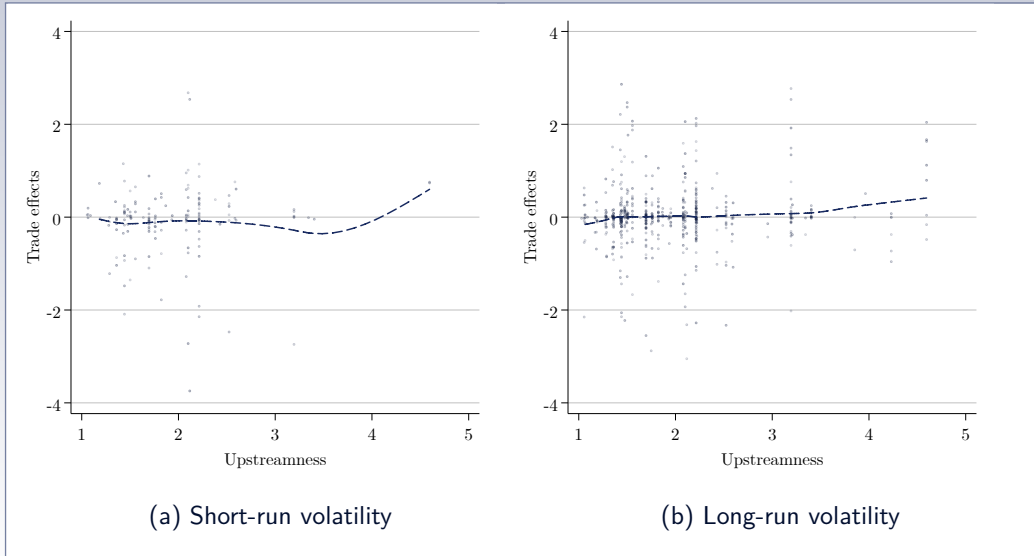 4
2
0
-2
-4
Trade effects
1 2 3 4 5
Upstreamness
(a) Short-run volatility
4
2
0
-2
-4
Trade effects
1 2 3 4 5
Upstreamness
(b) Long-run volatility